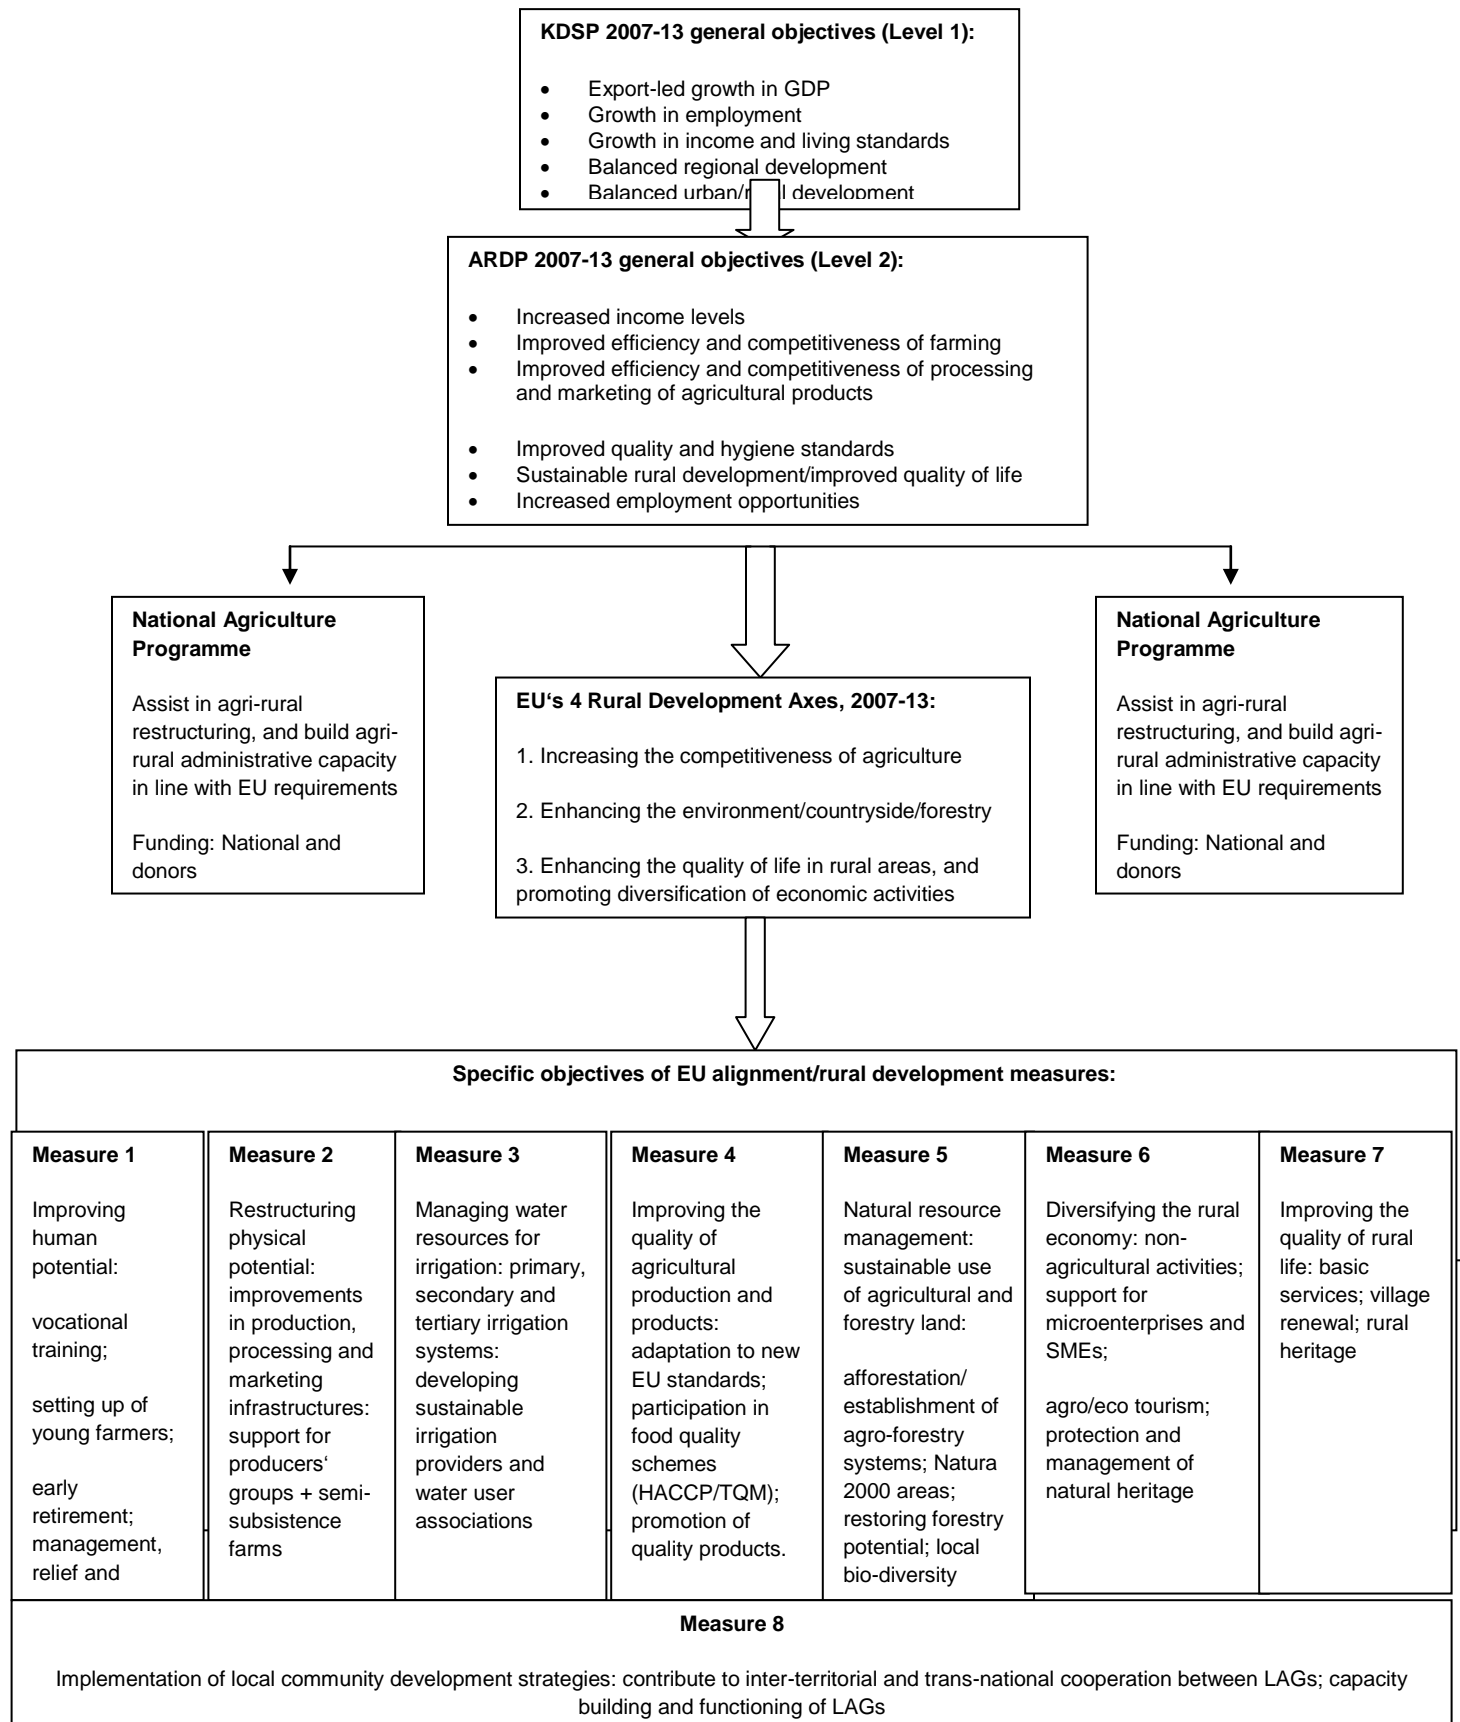 KDSP 2007-13 general objectives (Level 1):
• Export-led growth in GDP
• Growth in employment
• Growth in income and living standards
• Balanced regional development
• Balanced urban/r l development
ARDP 2007-13 general objectives (Level 2):
• Increased income levels
• Improved efficiency and competitiveness of farming
• Improved efficiency and competitiveness of processing
and marketing of agricultural products
• Improved quality and hygiene standards
• Sustainable rural development/improved quality of life
• Increased employment opportunities
National Agriculture
Programme
Assist in agri-rural
restructuring, and build agri-
rural administrative capacity
in line with EU requirements
Funding: National and
donors
EU‘s 4 Rural Development Axes, 2007-13:
1. Increasing the competitiveness of agriculture
2. Enhancing the environment/countryside/forestry
3. Enhancing the quality of life in rural areas, and
promoting diversification of economic activities
National Agriculture
Programme
Assist in agri-rural
restructuring, and build agri-
rural administrative capacity
in line with EU requirements
Funding: National and
donors
Specific objectives of EU alignment/rural development measures:
Measure 1
Improving
human
potential:
vocational
training;
setting up of
young farmers;
early
retirement;
management,
relief and
Measure 2
Restructuring
physical
potential:
improvements
in production,
processing and
marketing
infrastructures:
support for
producers‘
groups + semi-
subsistence
farms
Measure 3
Managing water
resources for
irrigation: primary,
secondary and
tertiary irrigation
systems:
developing
sustainable
irrigation
providers and
water user
associations
Measure 4
Improving the
quality of
agricultural
production and
products:
adaptation to new
EU standards;
participation in
food quality
schemes
(HACCP/TQM);
promotion of
quality products.
Measure 5
Natural resource
management:
sustainable use
of agricultural and
forestry land:
afforestation/
establishment of
agro-forestry
systems; Natura
2000 areas;
restoring forestry
potential; local
bio-diversity
Measure 6
Diversifying the rural
economy: non-
agricultural activities;
support for
microenterprises and
SMEs;
agro/eco tourism;
protection and
management of
natural heritage
Measure 7
Improving the
quality of rural
life: basic
services; village
renewal; rural
heritage
Measure 8
Implementation of local community development strategies: contribute to inter-territorial and trans-national cooperation between LAGs; capacity
building and functioning of LAGs